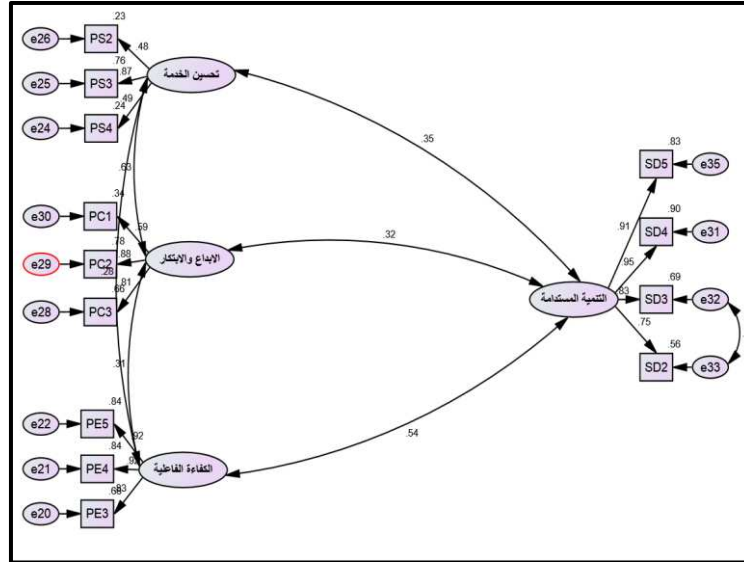 .23
e26 PS2
.48
.76
e25 PS3 .87 تحسين الخدمة
.24 .49
e24 PS4
.35
.83
SD5 e35
.63
.34
e30 PC1 .59
.91 .90
SD4 e31
.32
.78
e29 PC2 .88 الابداع والابتكار
.95 .69
.28
.66 .81
e28 PC3
التنمية المستدامة .83 SD3 e32
.75 .56
SD2 e33
.31
.84
e22 PE5 .92
.54
.84
e21 PE4 الكفاءة الفاعلية
.68 .83
e20 PE3